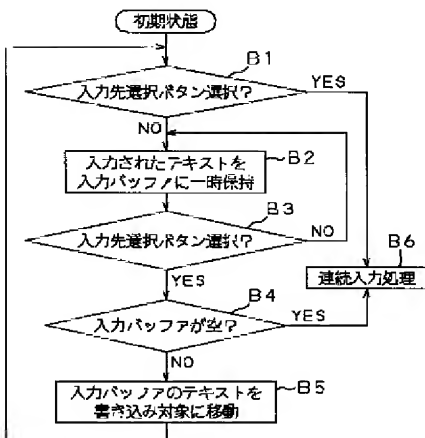 初期状態
B1
入力先選択ボタン選択?
YES
NO
入力されたテキストを
入力バッファに一時保持
B2
B3
入力先選択ボタン選択?
NO
YES
B6
連続入力処理
B4
入力バッファが空?
YES
NO
入力バッファのテキストを
書き込み対象に移動
B5